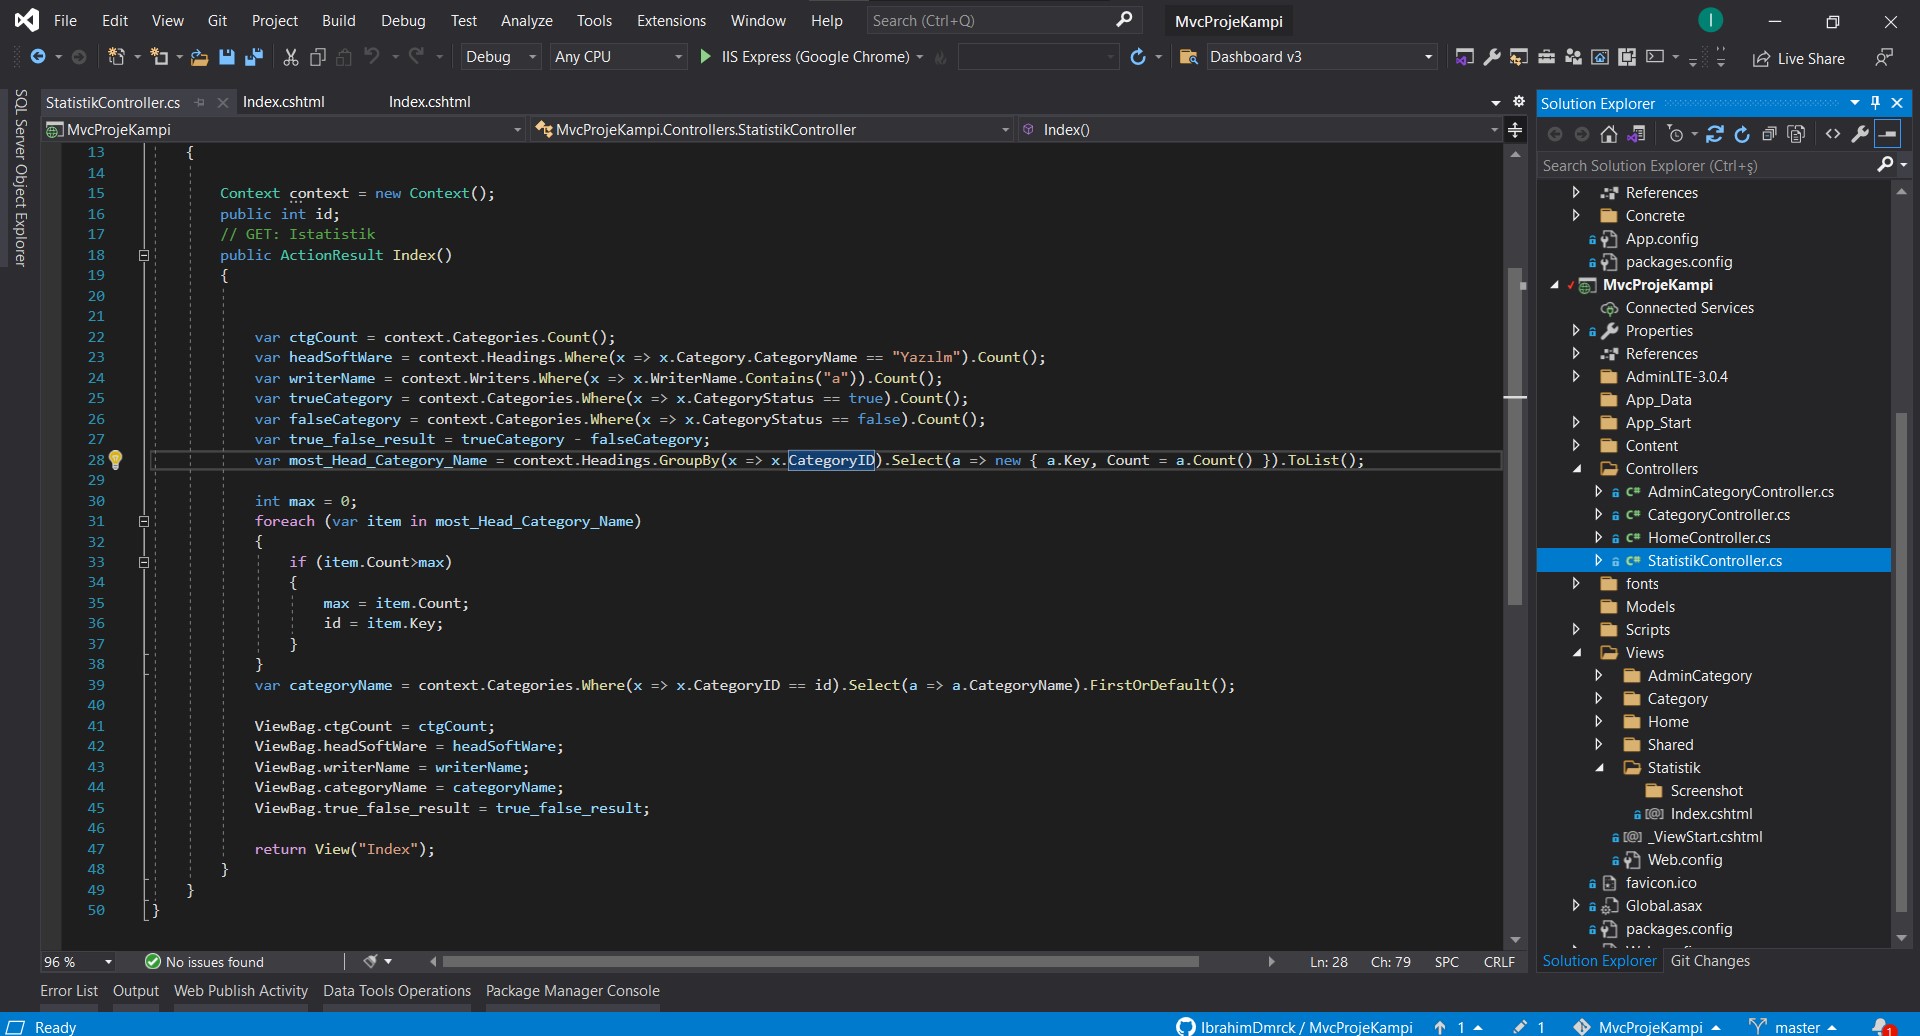 File Edit View Git Project Build Debug Test Analyze Tools Extensions Window Help Search (Ctrl+Q) MvcProjeKampi I
Debug Any CPU IIS Express (Google Chrome) Dashboard v3 Live Share
SQL Server Object Explorer
StatistikController.cs Index.cshtml Index.cshtml
MvcProjeKampi MvcProjeKampi.Controllers.StatistikController Index()
13 {
14
15 Context context = new Context();
16 public int id;
17 // GET: Istatistik
18 public ActionResult Index()
19 {
20
21
22 var ctgCount = context.Categories.Count();
23 var headSoftWare = context.Headings.Where(x => x.Category.CategoryName == "Yazılm").Count();
24 var writerName = context.Writers.Where(x => x.WriterName.Contains("a")).Count();
25 var trueCategory = context.Categories.Where(x => x.CategoryStatus == true).Count();
26 var falseCategory = context.Categories.Where(x => x.CategoryStatus == false).Count();
27 var true_false_result = trueCategory - falseCategory;
28 var most_Head_Category_Name = context.Headings.GroupBy(x => x.CategoryID).Select(a => new { a.Key, Count = a.Count() }).ToList();
29
30 int max = 0;
31 foreach (var item in most_Head_Category_Name)
32 {
33 if (item.Count>max)
34 {
35 max = item.Count;
36 id = item.Key;
37 }
38 }
39 var categoryName = context.Categories.Where(x => x.CategoryID == id).Select(a => a.CategoryName).FirstOrDefault();
40
41 ViewBag.ctgCount = ctgCount;
42 ViewBag.headSoftWare = headSoftWare;
43 ViewBag.writerName = writerName;
44 ViewBag.categoryName = categoryName;
45 ViewBag.true_false_result = true_false_result;
46
47 return View("Index");
48 }
49 }
50 }
96 % No issues found Ln: 28 Ch: 79 SPC CRLF
Solution Explorer
Search Solution Explorer (Ctrl+ş)
References
Concrete
App.config
packages.config
MvcProjeKampi
Connected Services
Properties
References
AdminLTE-3.0.4
App_Data
App_Start
Content
Controllers
C# AdminCategoryController.cs
C# CategoryController.cs
C# HomeController.cs
C# StatistikController.cs
fonts
Models
Scripts
Views
AdminCategory
Category
Home
Shared
Statistik
Screenshot
[@] Index.cshtml
[@] _ViewStart.cshtml
Web.config
favicon.ico
Global.asax
packages.config
Solution Explorer Git Changes
Error List Output Web Publish Activity Data Tools Operations Package Manager Console
Ready IbrahimDmrck / MvcProjeKampi 1 1 MvcProjeKampi master 1